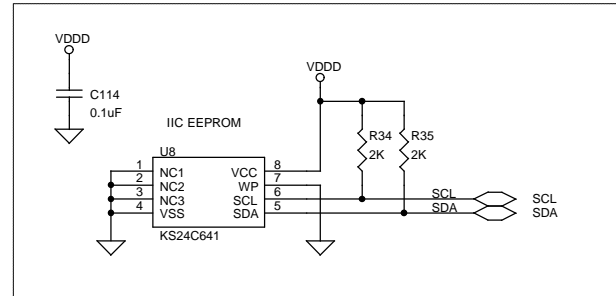 VDDD
C114
0.1uF
VDDD
IIC EEPROM
R34
2K
R35
2K
U8
1 NC1 VCC 8
2 NC2 WP 7
3 NC3 SCL 6
4 VSS SDA 5
KS24C641
SCL SCL
SDA SDA